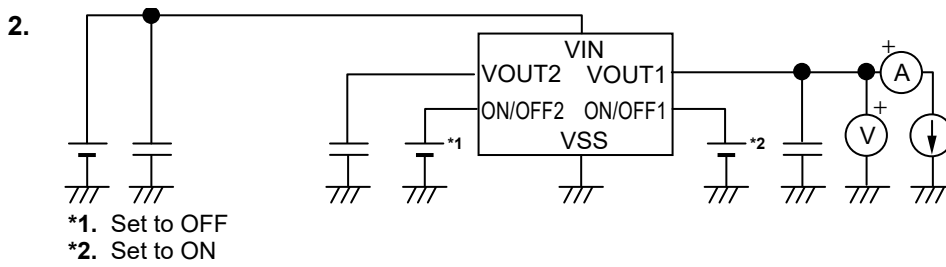 2.
VIN
VOUT2 VOUT1
+
A
ON/OFF2 ON/OFF1
*1
VSS
*2
+
V
*1. Set to OFF
*2. Set to ON